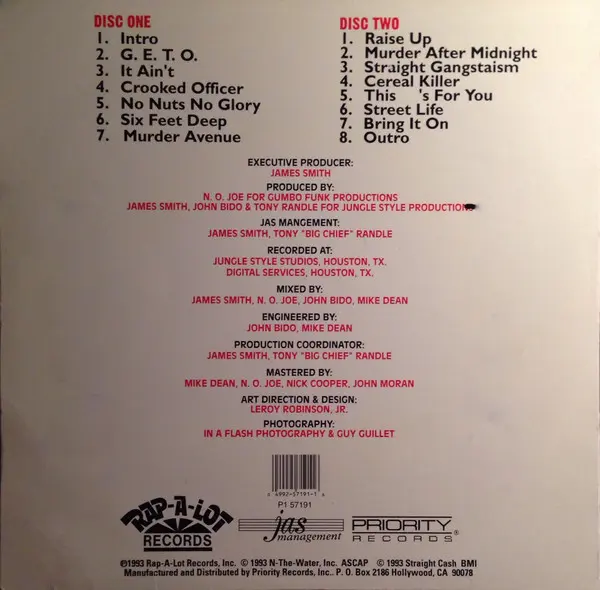 DISC ONE
1. Intro
2. G. E. T. O.
3. It Ain't
4. Crooked Officer
5. No Nuts No Glory
6. Six Feet Deep
7. Murder Avenue
DISC TWO
1. Raise Up
2. Murder After Midnight
3. Straight Gangstaism
4. Cereal Killer
5. This 's For You
6. Street Life
7. Bring It On
8. Outro
EXECUTIVE PRODUCER:
JAMES SMITH
PRODUCED BY:
N. O. JOE FOR GUMBO FUNK PRODUCTIONS
JAMES SMITH, JOHN BIDO & TONY RANDLE FOR JUNGLE STYLE PRODUCTIONS
JAS MANGEMENT:
JAMES SMITH, TONY "BIG CHIEF" RANDLE
RECORDED AT:
JUNGLE STYLE STUDIOS, HOUSTON, TX.
DIGITAL SERVICES, HOUSTON, TX.
MIXED BY:
JAMES SMITH, N. O. JOE, JOHN BIDO, MIKE DEAN
ENGINEERED BY:
JOHN BIDO, MIKE DEAN
PRODUCTION COORDINATOR:
JAMES SMITH, TONY "BIG CHIEF" RANDLE
MASTERED BY:
MIKE DEAN, N. O. JOE, NICK COOPER, JOHN MORAN
ART DIRECTION & DESIGN:
LEROY ROBINSON, JR.
PHOTOGRAPHY:
IN A FLASH PHOTOGRAPHY & GUY GUILLET
4992-57191-1
P1 57191
RAP-A-LOT
RECORDS
jas
management
PRIORITY
RECORDS®
℗1993 Rap-A-Lot Records, Inc. © 1993 N-The-Water, Inc. ASCAP © 1993 Straight Cash BMI
Manufactured and Distributed by Priority Records, Inc.. P. O. Box 2186 Hollywood, CA 90078